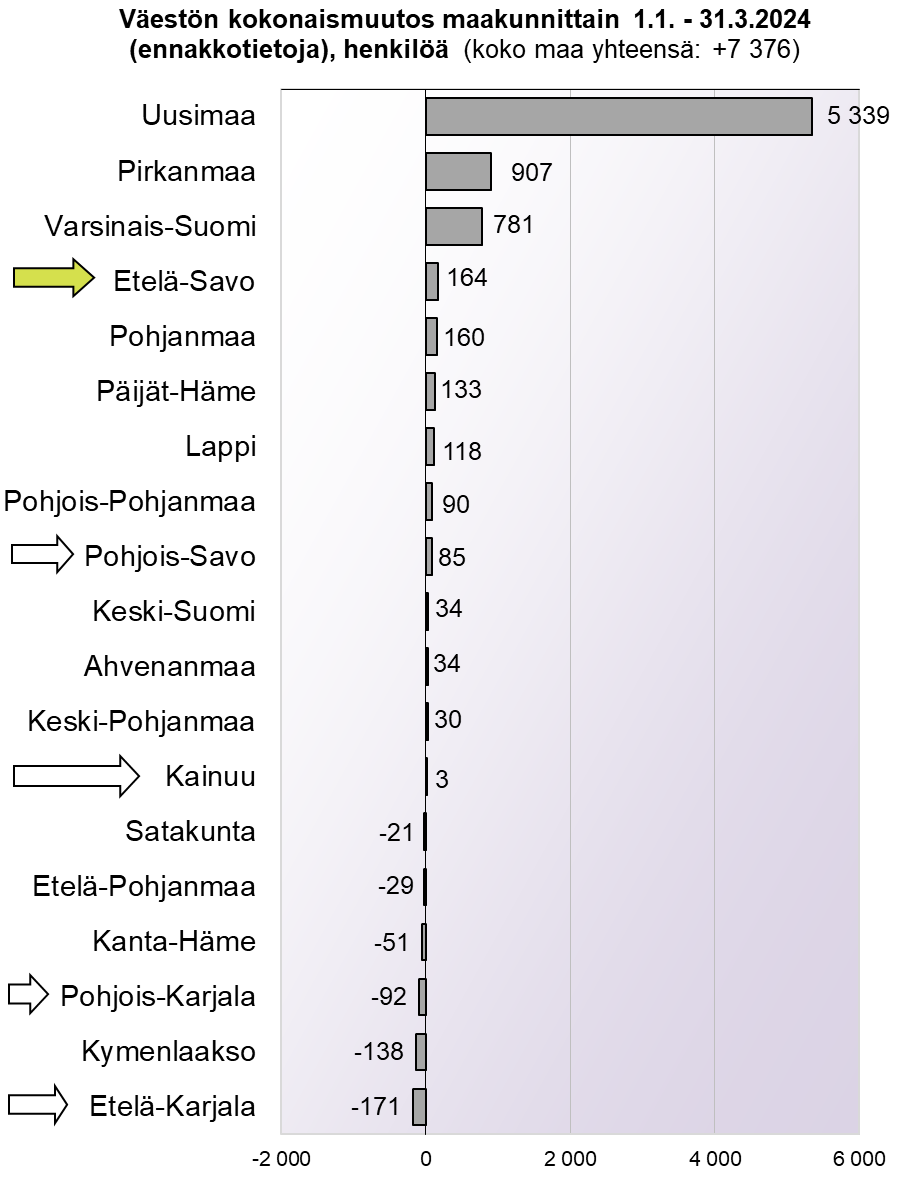 Väestön kokonaismuutos maakunnittain 1.1. - 31.3.2024
(ennakkotietoja), henkilöä (koko maa yhteensä: +7 376)
Uusimaa 5 339
Pirkanmaa 907
Varsinais-Suomi 781
Etelä-Savo 164
Pohjanmaa 160
Päijät-Häme 133
Lappi 118
Pohjois-Pohjanmaa 90
Pohjois-Savo 85
Keski-Suomi 34
Ahvenanmaa 34
Keski-Pohjanmaa 30
Kainuu 3
Satakunta -21
Etelä-Pohjanmaa -29
Kanta-Häme -51
Pohjois-Karjala -92
Kymenlaakso -138
Etelä-Karjala -171
-2 000 0 2 000 4 000 6 000